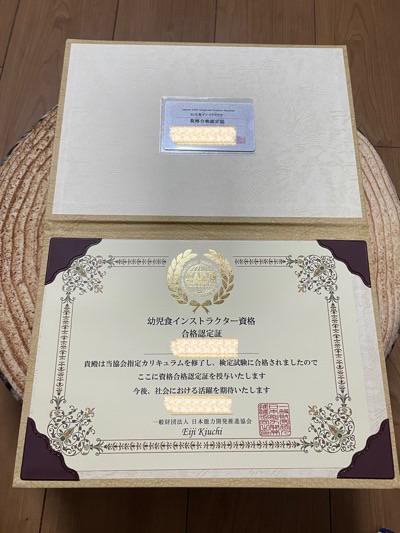 資格合格認定証
幼児食インストラクター資格
合格認定証
貴殿は当協会指定カリキュラムを修了し、検定試験に合格されましたので
ここに資格合格認定証を授与いたします
今後、社会における活躍を期待いたします
一般財団法人 日本能力開発推進協会
Eiji Kiuchi